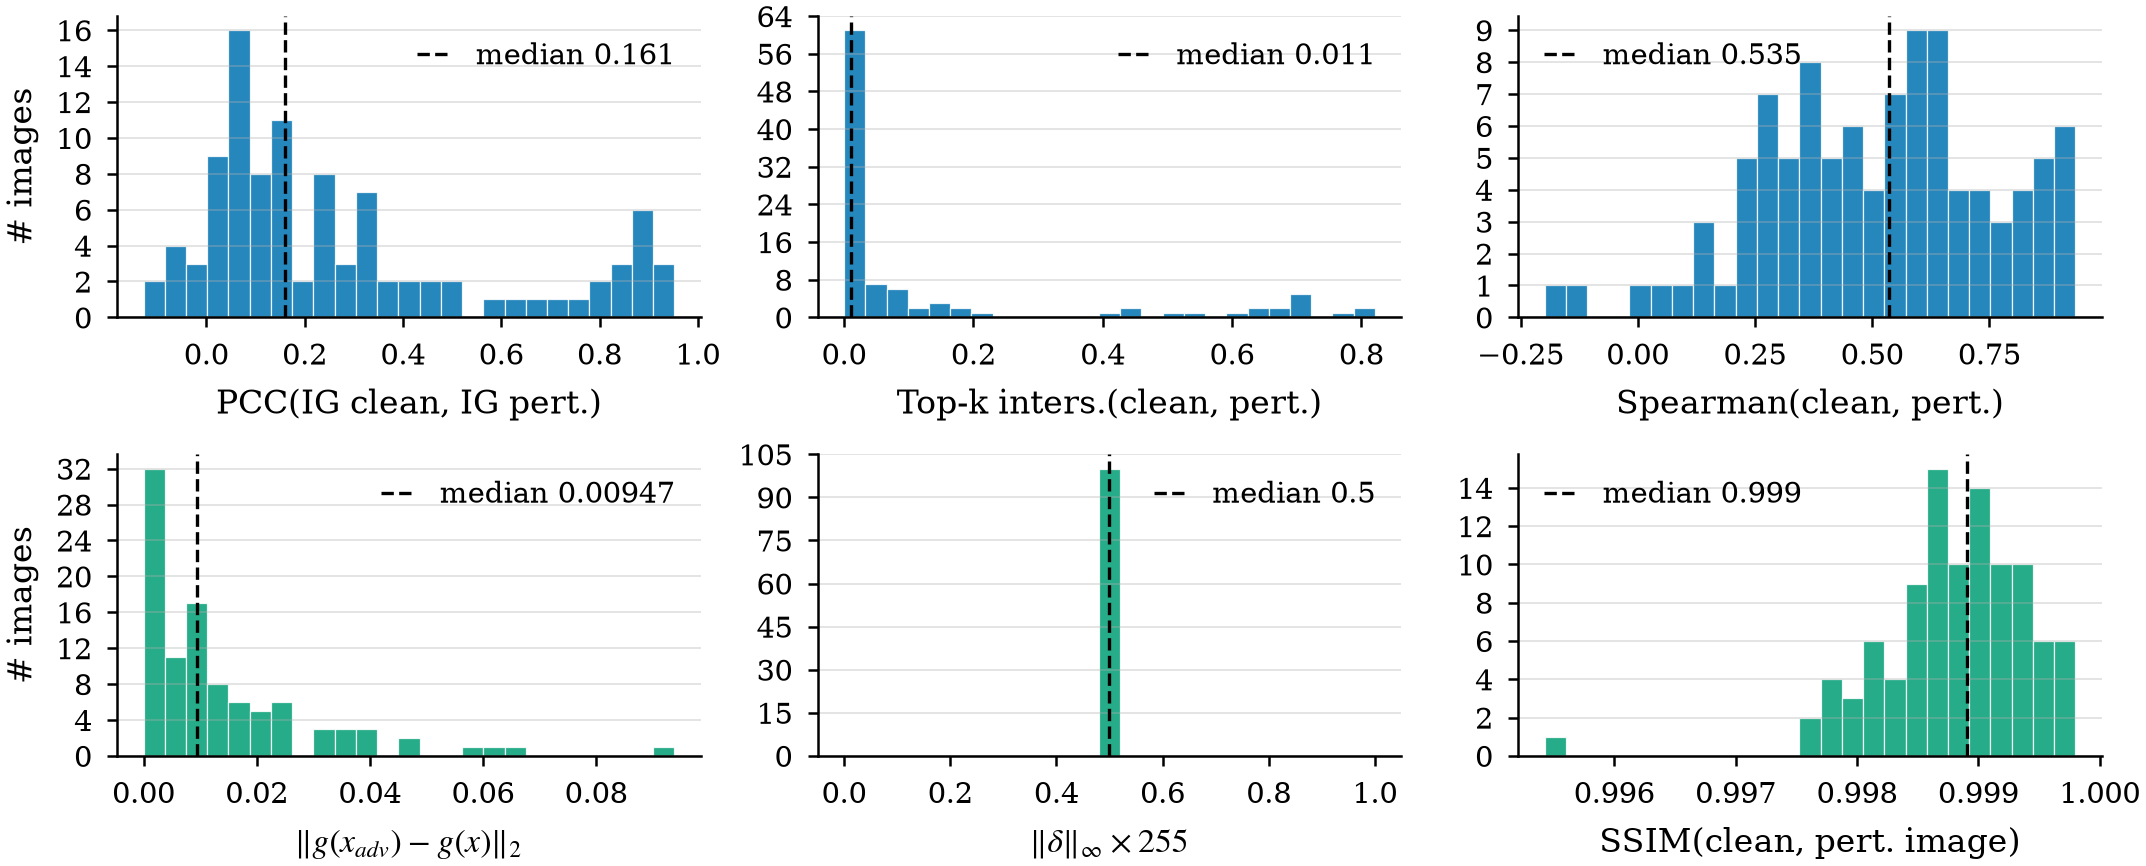 # images
16
14
12
10
8
6
4
2
0
median 0.161
0.0 0.2 0.4 0.6 0.8 1.0
PCC(IG clean, IG pert.)
64
56
48
40
32
24
16
8
0
median 0.011
0.0 0.2 0.4 0.6 0.8
Top-k inters.(clean, pert.)
9
8
7
6
5
4
3
2
1
0
median 0.535
−0.25 0.00 0.25 0.50 0.75
Spearman(clean, pert.)
# images
32
28
24
20
16
12
8
4
0
median 0.00947
0.00 0.02 0.04 0.06 0.08
‖g(x_adv) − g(x)‖₂
105
90
75
60
45
30
15
0
median 0.5
0.0 0.2 0.4 0.6 0.8 1.0
‖δ‖∞ × 255
14
12
10
8
6
4
2
0
median 0.999
0.996 0.997 0.998 0.999 1.000
SSIM(clean, pert. image)